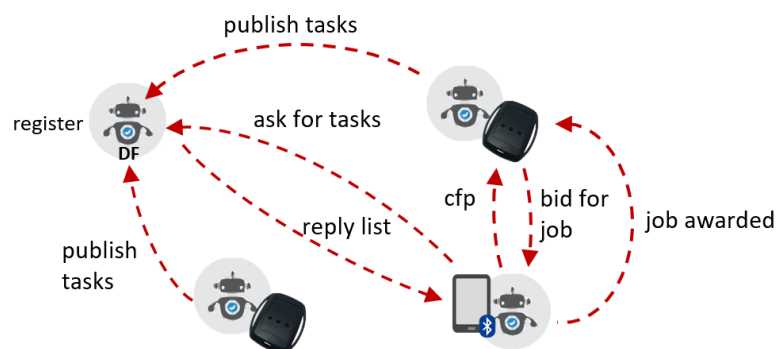 publish tasks
ask for tasks
register
DF
cfp
bid for
job
job awarded
reply list
publish
tasks